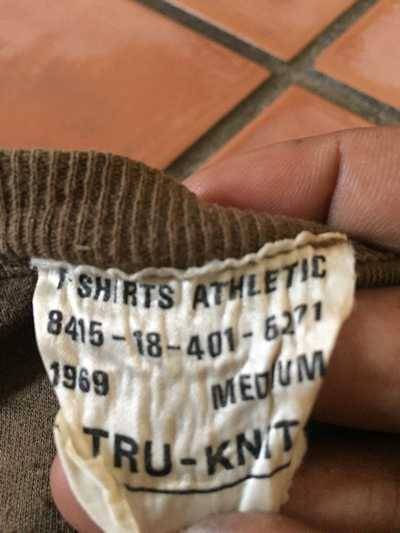 T-SHIRTS ATHLETIC
8415-18-401-6271
1969 MEDIUM
TRU-KNIT